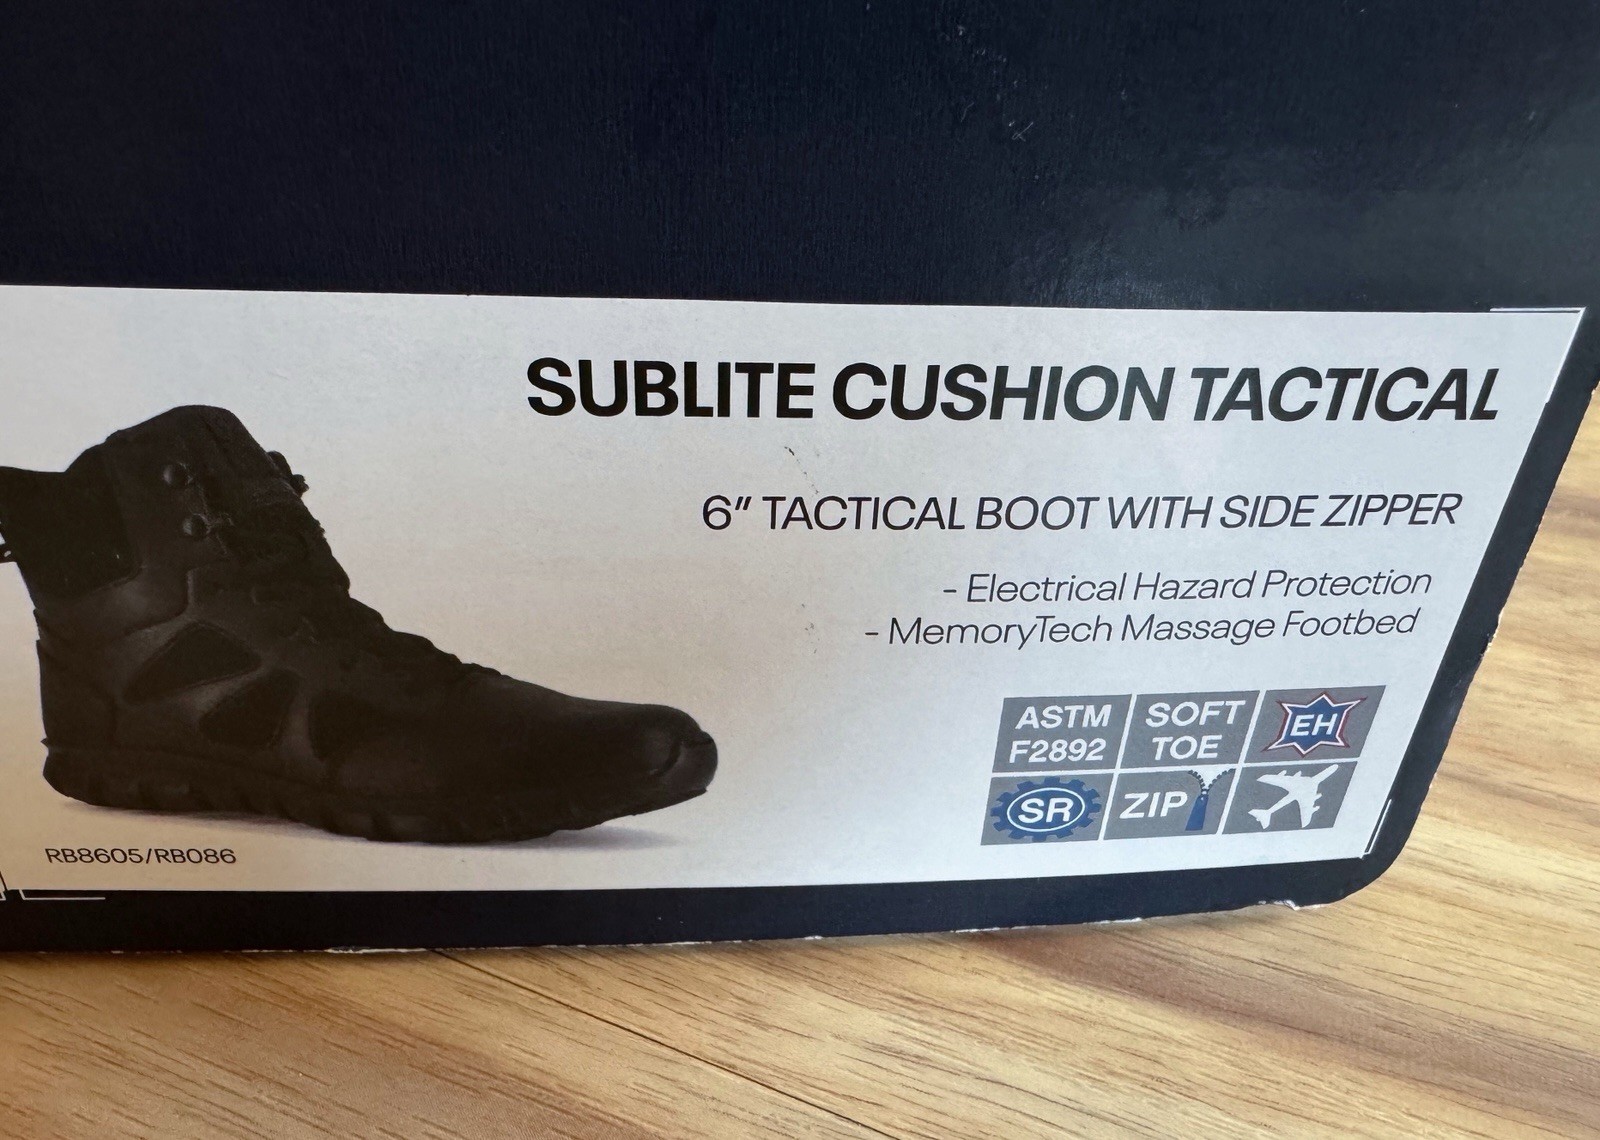 SUBLITE CUSHION TACTICAL
6" TACTICAL BOOT WITH SIDE ZIPPER
- Electrical Hazard Protection
- MemoryTech Massage Footbed
ASTM
F2892
SOFT
TOE
EH
SR
ZIP
RB8605/RB086